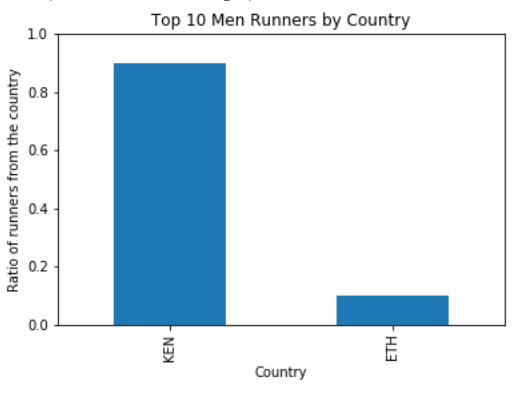 Top 10 Men Runners by Country
Ratio of runners from the country
1.0
0.8
0.6
0.4
0.2
0.0
KEN
ETH
Country